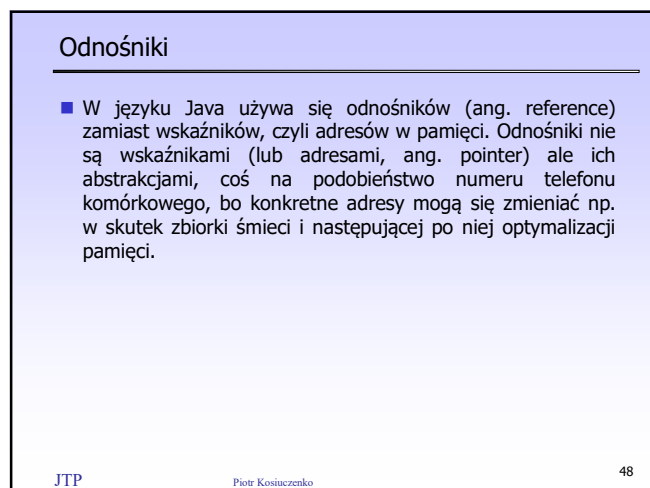 Odnośniki
W języku Java używa się odnośników (ang. reference)
zamiast wskaźników, czyli adresów w pamięci. Odnośniki nie
są wskaźnikami (lub adresami, ang. pointer) ale ich
abstrakcjami, coś na podobieństwo numeru telefonu
komórkowego, bo konkretne adresy mogą się zmieniać np.
w skutek zbiorki śmieci i następującej po niej optymalizacji
pamięci.
JTP
Piotr Kosiuczenko
48